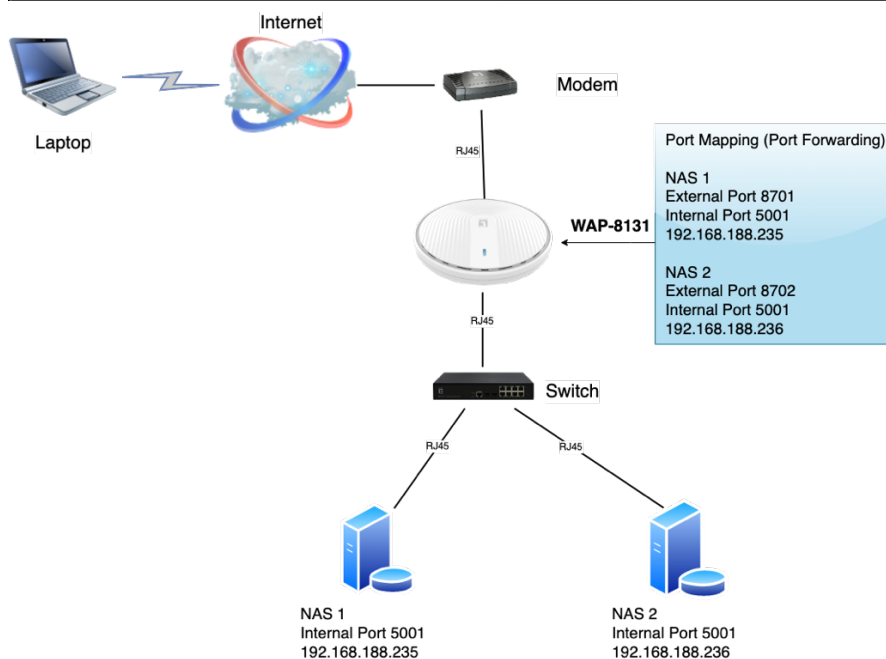 Internet
Modem
Laptop
RJ45
Port Mapping (Port Forwarding)
NAS 1
External Port 8701
Internal Port 5001
192.168.188.235
NAS 2
External Port 8702
Internal Port 5001
192.168.188.236
WAP-8131
RJ45
Switch
RJ45
RJ45
NAS 1
Internal Port 5001
192.168.188.235
NAS 2
Internal Port 5001
192.168.188.236